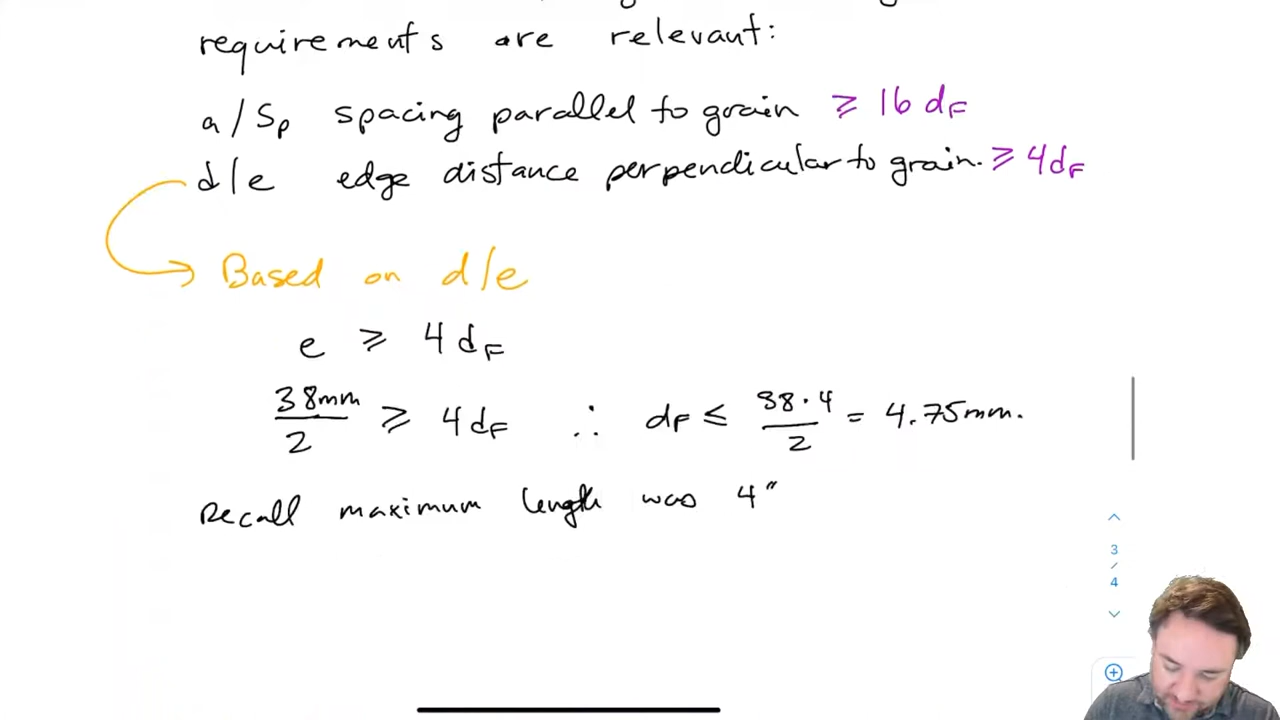 requirements are relevant:
a/Sp spacing parallel to grain ≥ 16 dF
d/e edge distance perpendicular to grain. ≥ 4dF
Based on d/e
e ≥ 4 dF
38mm/2 ≥ 4 dF ∴ dF ≤ 38·4/2 = 4.75mm.
Recall maximum length was 4"
3
/
4